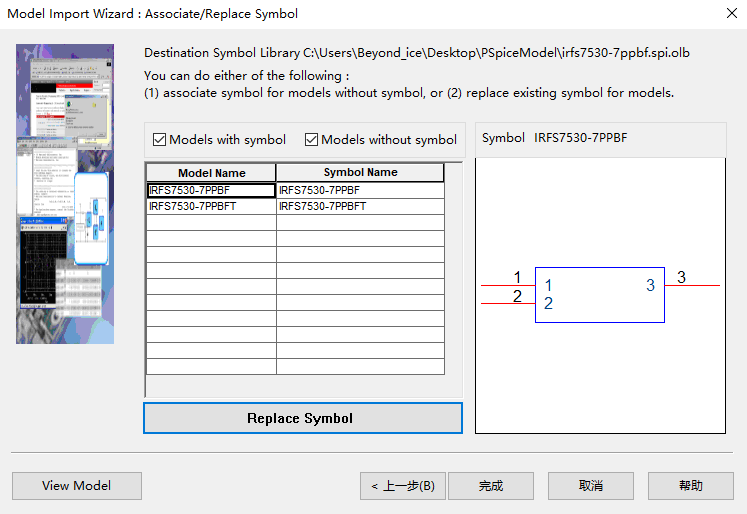 Model Import Wizard : Associate/Replace Symbol
Destination Symbol Library C:\Users\Beyond_ice\Desktop\PSpiceModel\irfs7530-7ppbf.spi.olb
You can do either of the following :
(1) associate symbol for models without symbol, or (2) replace existing symbol for models.
Models with symbol Models without symbol
Symbol IRFS7530-7PPBF
Model Name Symbol Name
IRFS7530-7PPBF IRFS7530-7PPBF
IRFS7530-7PPBFT IRFS7530-7PPBFT
1 1 3 3
2 2
Replace Symbol
View Model < 上一步(B) 完成 取消 帮助